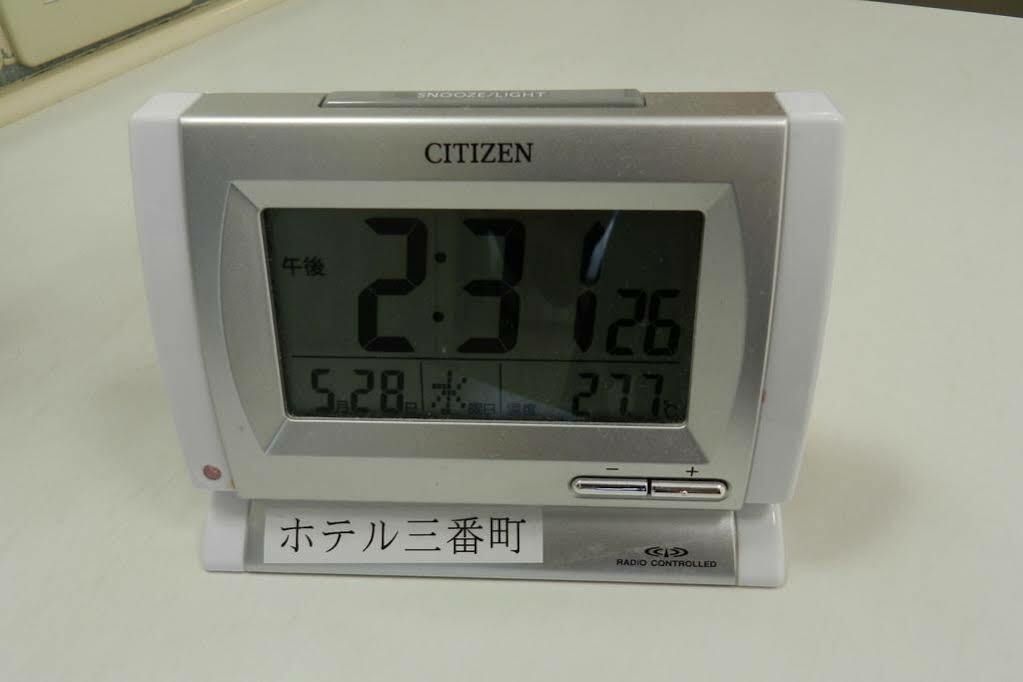 SNOOZE/LIGHT
CITIZEN
午後 2:31 26
5月28日 水曜日 温度 27.7℃
- +
ホテル三番町
RADIO CONTROLLED